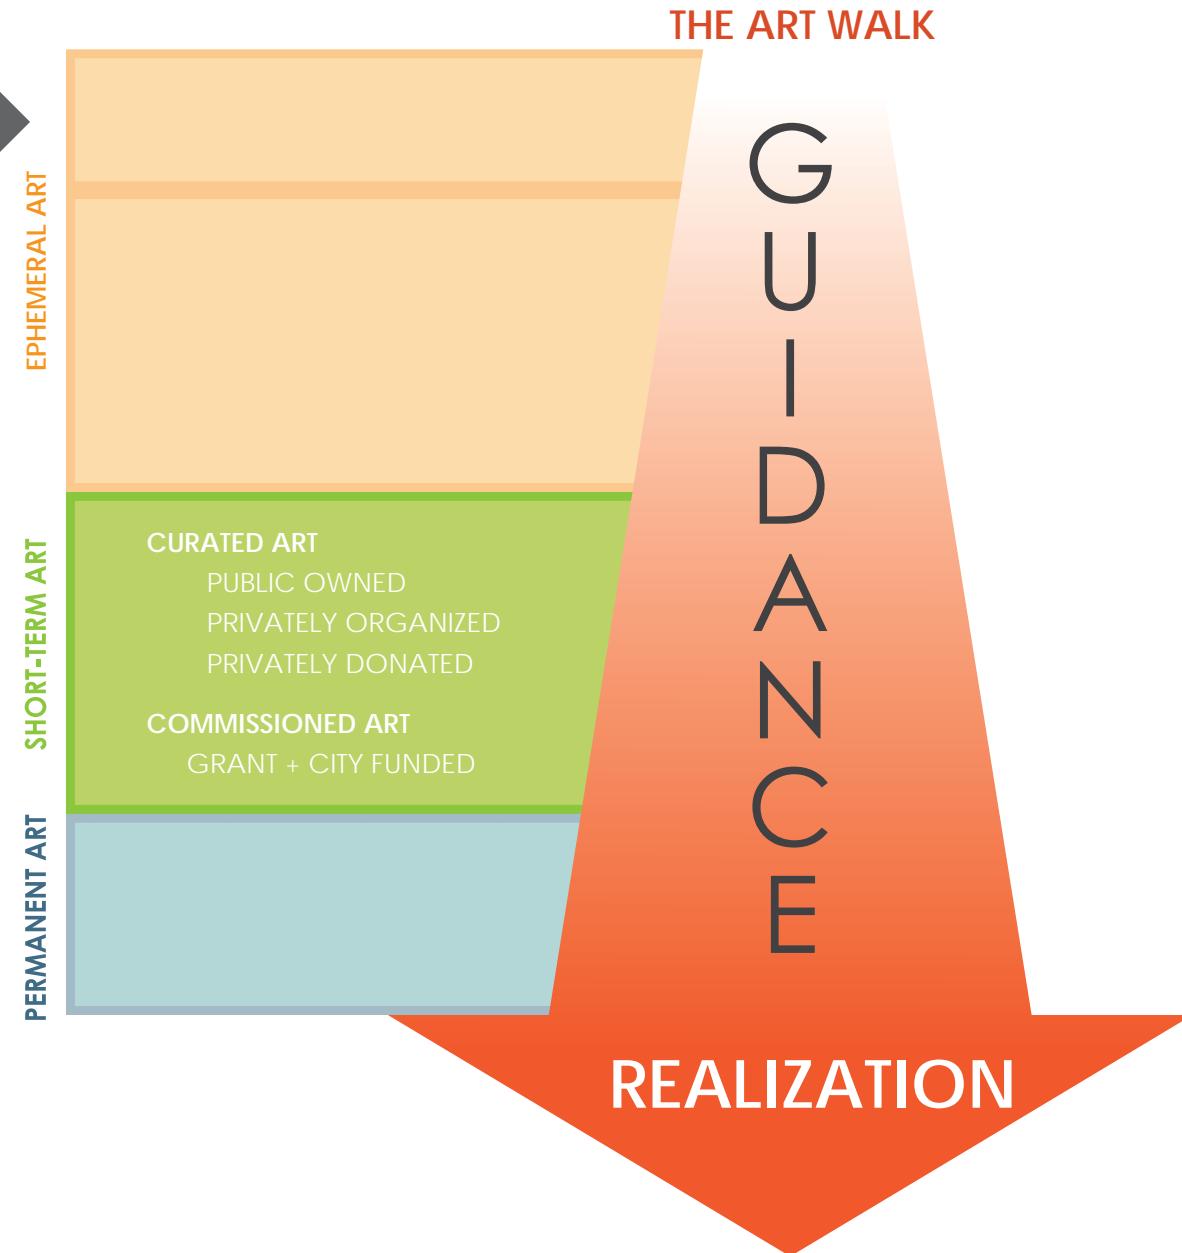 THE ART WALK
EPHEMERAL ART
SHORT-TERM ART
CURATED ART
PUBLIC OWNED
PRIVATELY ORGANIZED
PRIVATELY DONATED
COMMISSIONED ART
GRANT + CITY FUNDED
PERMANENT ART
GUIDANCE
REALIZATION